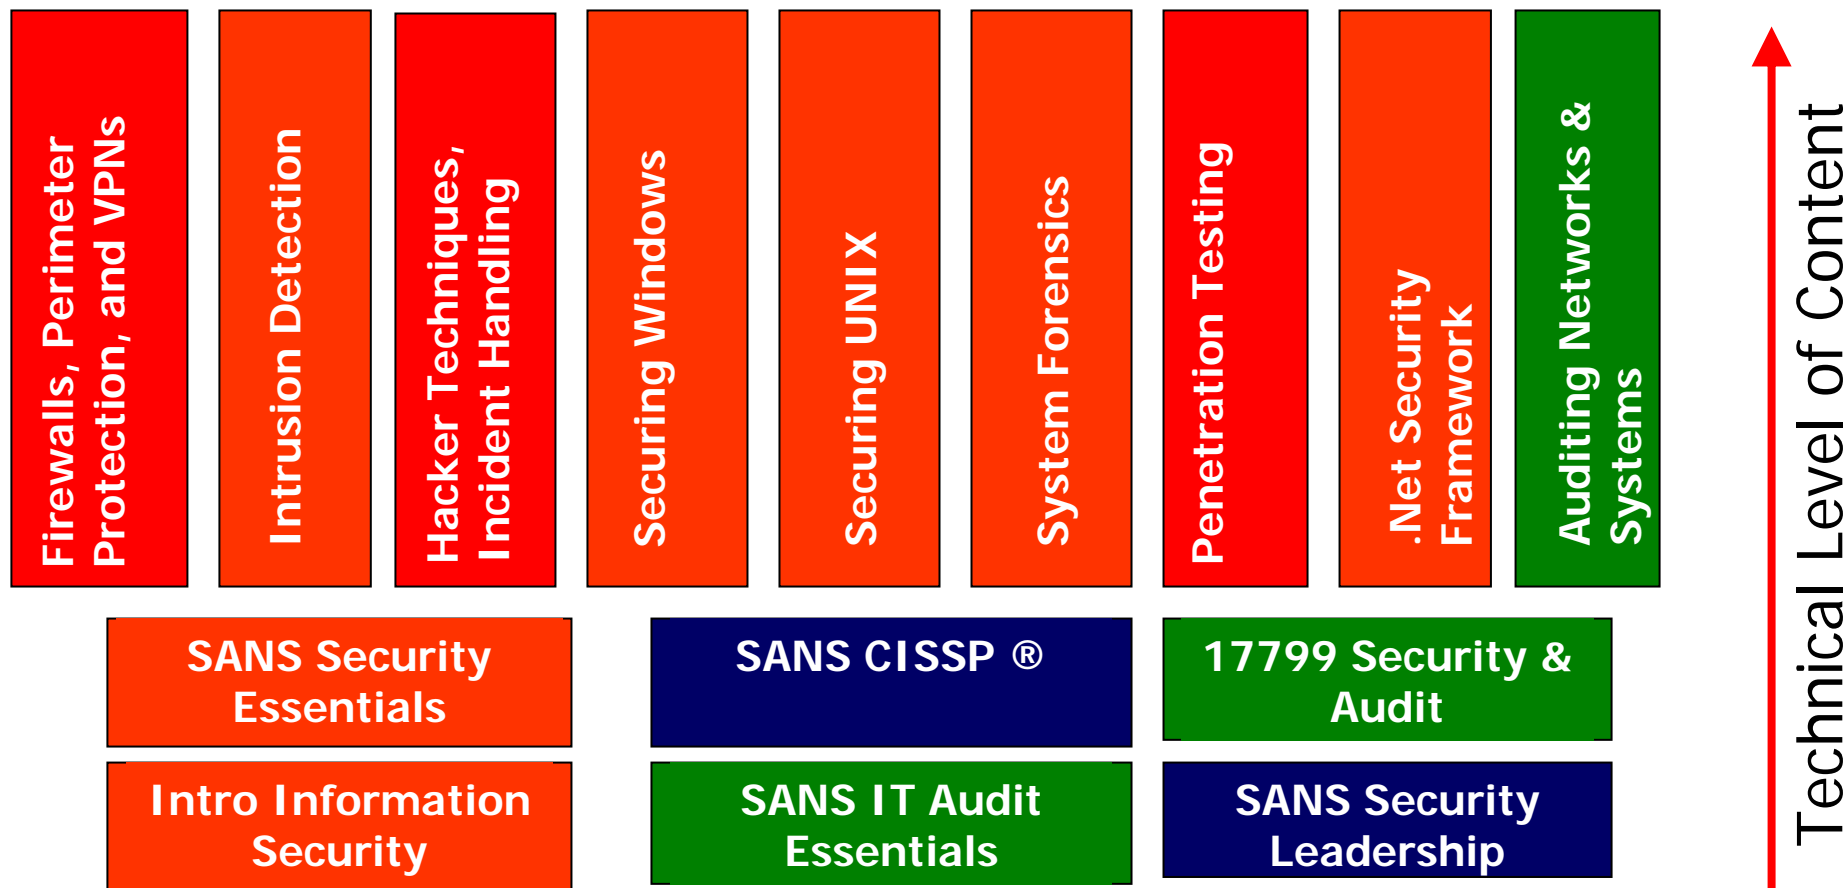 Firewalls, Perimeter
Protection, and VPNs
Intrusion Detection
Hacker Techniques,
Incident Handling
Securing Windows
Securing UNIX
System Forensics
Penetration Testing
.Net Security
Framework
Auditing Networks &
Systems
Technical Level of Content
SANS Security
Essentials
SANS CISSP ®
17799 Security &
Audit
Intro Information
Security
SANS IT Audit
Essentials
SANS Security
Leadership